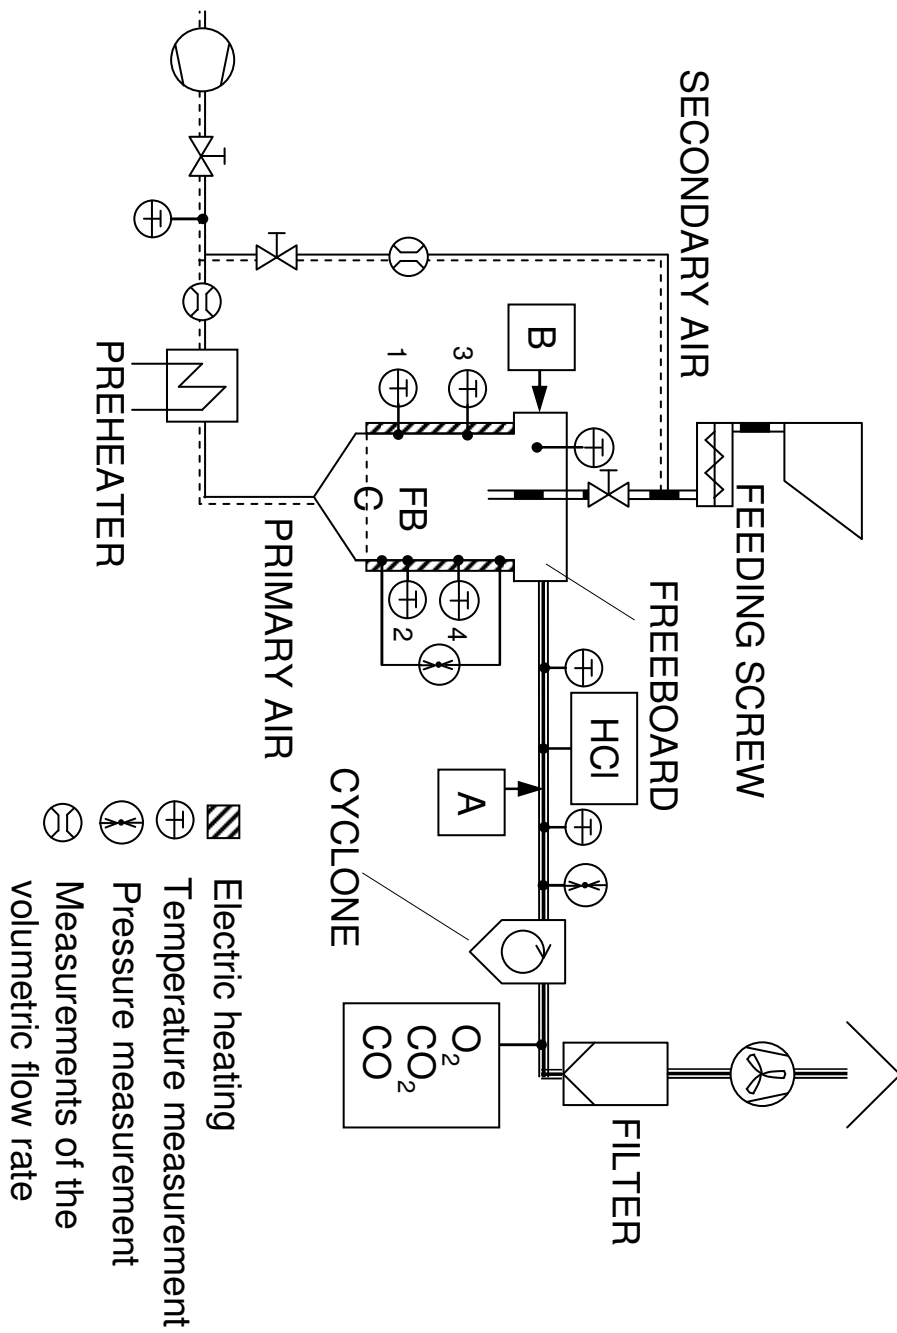 FEEDING SCREW
SECONDARY AIR
FREEBOARD
FILTER
HCl
B
A
3
4
1
2
FB
C
O₂
CO₂
CO
CYCLONE
PRIMARY AIR
PREHEATER
Electric heating
Temperature measurement
Pressure measurement
Measurements of the
volumetric flow rate